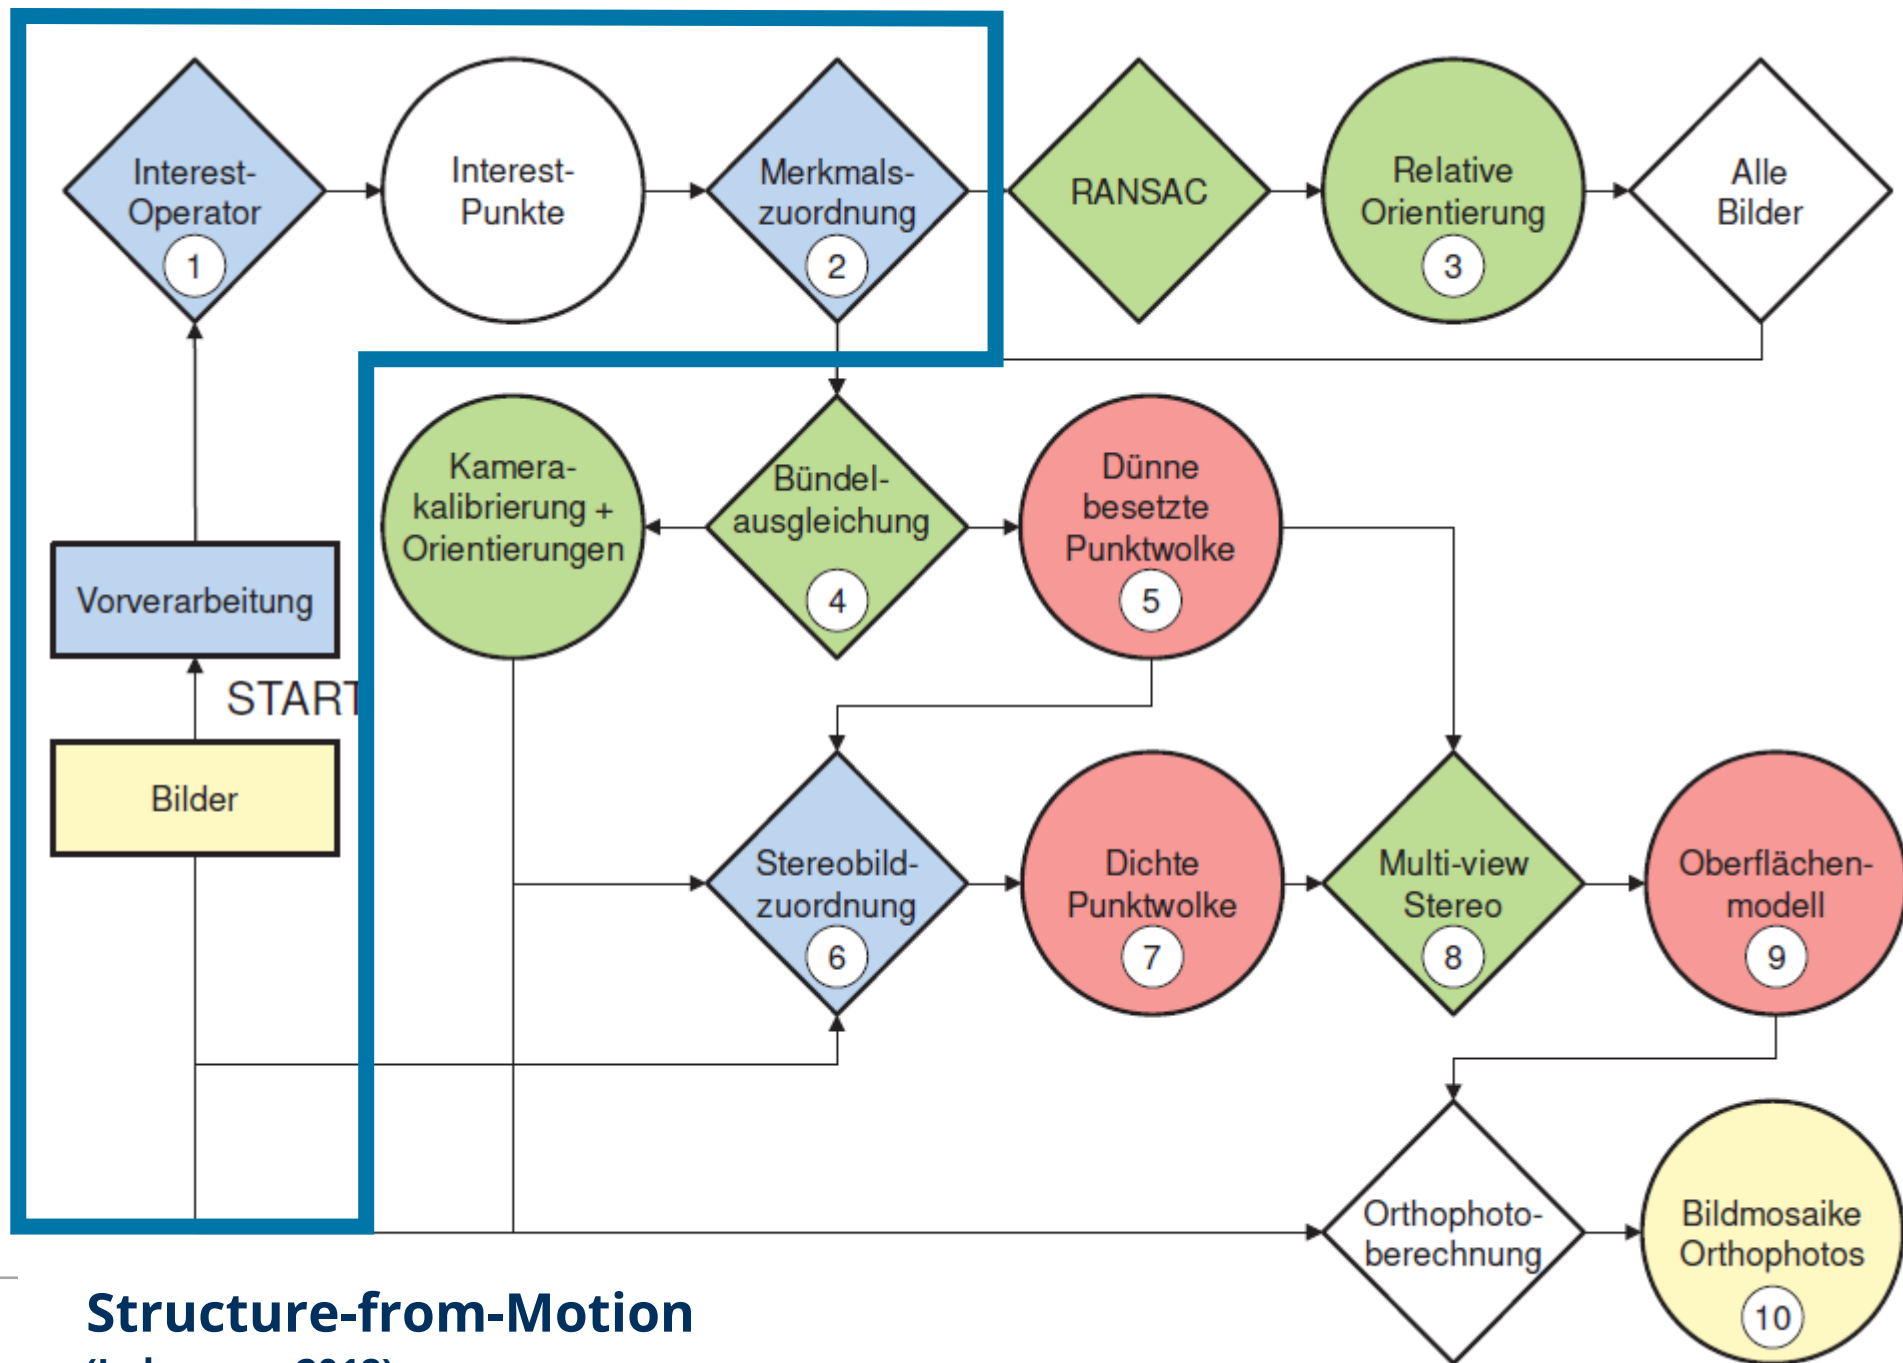 Interest-
Operator
1
Interest-
Punkte
Merkmals-
zuordnung
2
RANSAC
Relative
Orientierung
3
Alle
Bilder
Kamera-
kalibrierung +
Orientierungen
Bündel-
ausgleichung
4
Dünne
besetzte
Punktwolke
5
Vorverarbeitung
START
Bilder
Stereobild-
zuordnung
6
Dichte
Punktwolke
7
Multi-view
Stereo
8
Oberflächen-
modell
9
Orthophoto-
berechnung
Bildmosaike
Orthophotos
10
Structure-from-Motion